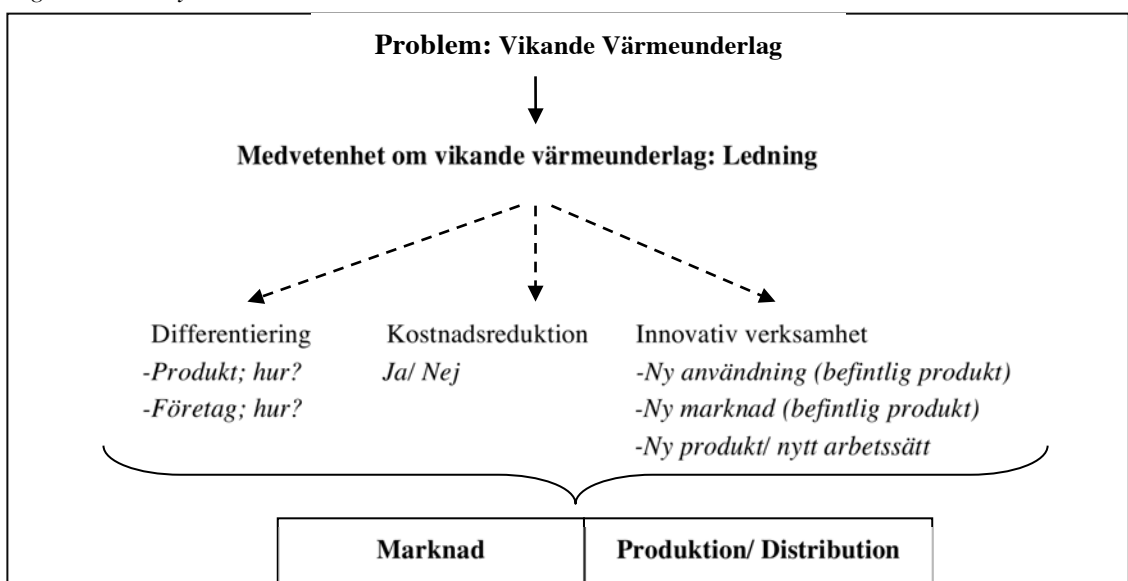 Problem: Vikande Värmeunderlag
Medvetenhet om vikande värmeunderlag: Ledning
Differentiering Kostnadsreduktion Innovativ verksamhet
-Produkt; hur? Ja/ Nej -Ny användning (befintlig produkt)
-Företag; hur? -Ny marknad (befintlig produkt)
-Ny produkt/ nytt arbetssätt
Marknad Produktion/ Distribution